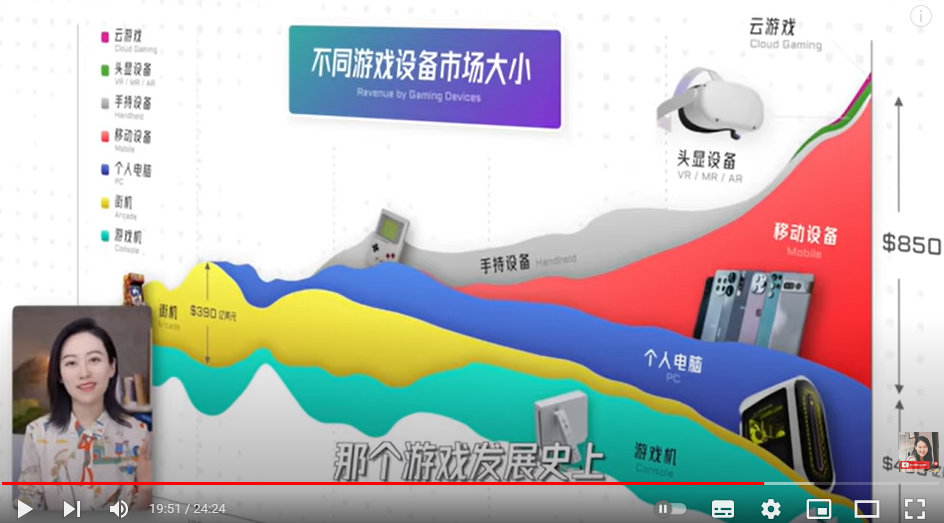 云游戏
Cloud Gaming
头显设备
VR / MR / AR
手持设备
Handheld
移动设备
Mobile
个人电脑
PC
街机
Arcade
游戏机
Console
不同游戏设备市场大小
Revenue by Gaming Devices
云游戏
Cloud Gaming
头显设备
VR / MR / AR
移动设备
Mobile
$850
手持设备 Handheld
街机
Arcade
$390 亿美元
个人电脑
PC
游戏机
Console
那个游戏发展史上
19:51 / 24:24